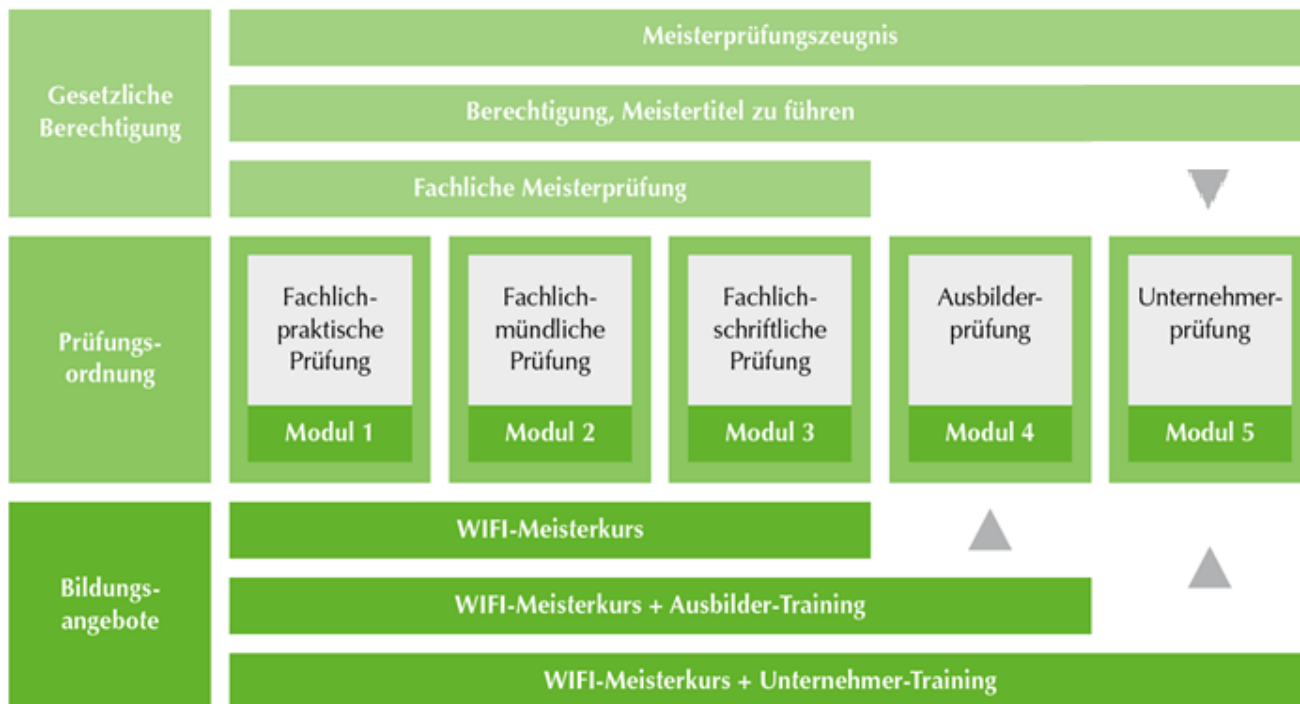 Meisterprüfungszeugnis
Gesetzliche
Berechtigung
Berechtigung, Meistertitel zu führen
Fachliche Meisterprüfung
Prüfungs-
ordnung
Fachlich-
praktische
Prüfung
Modul 1
Fachlich-
mündliche
Prüfung
Modul 2
Fachlich-
schriftliche
Prüfung
Modul 3
Ausbilder-
prüfung
Modul 4
Unternehmer-
prüfung
Modul 5
Bildungs-
angebote
WIFI-Meisterkurs
WIFI-Meisterkurs + Ausbilder-Training
WIFI-Meisterkurs + Unternehmer-Training